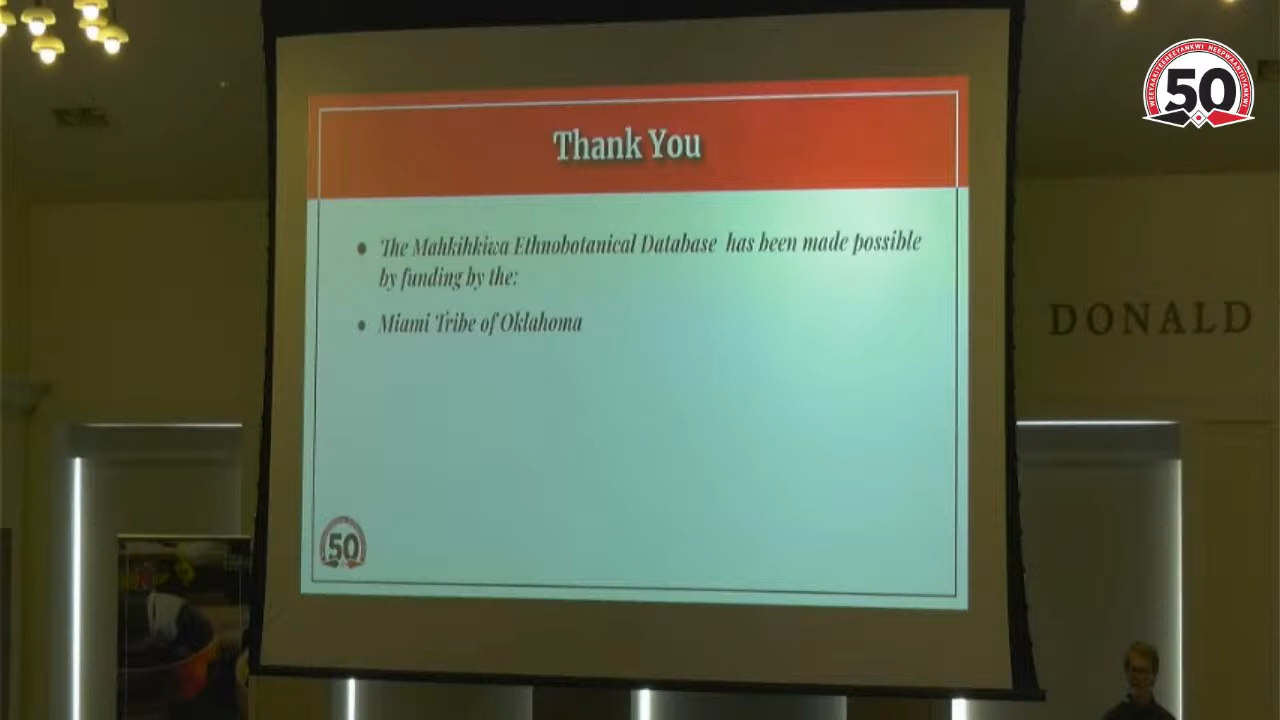 50
Thank You
The Mahkihkiwa Ethnobotanical Database has been made possible
by funding by the:
Miami Tribe of Oklahoma
DONALD
50